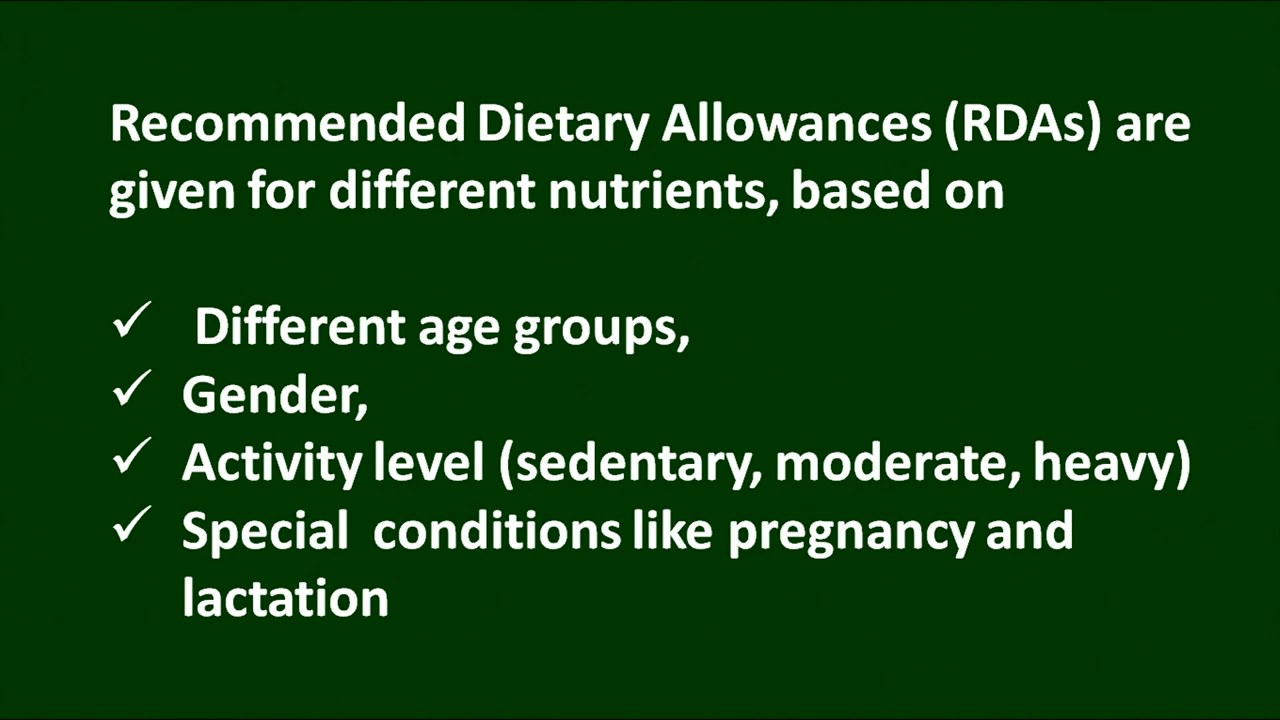 Recommended Dietary Allowances (RDAs) are
given for different nutrients, based on
✓ Different age groups,
✓ Gender,
✓ Activity level (sedentary, moderate, heavy)
✓ Special conditions like pregnancy and
lactation